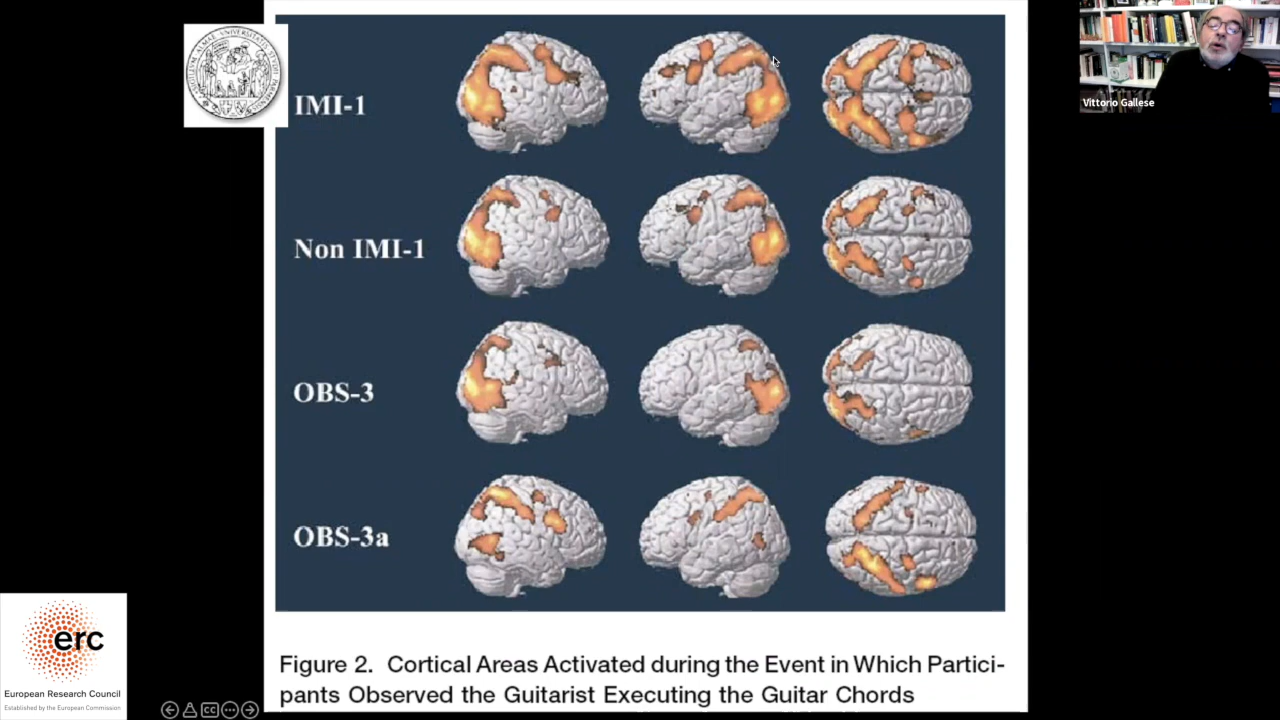 IMI-1
Non IMI-1
OBS-3
OBS-3a
Figure 2. Cortical Areas Activated during the Event in Which Partici-
pants Observed the Guitarist Executing the Guitar Chords
Vittorio Gallese
erc
European Research Council
Established by the European Commission
CC